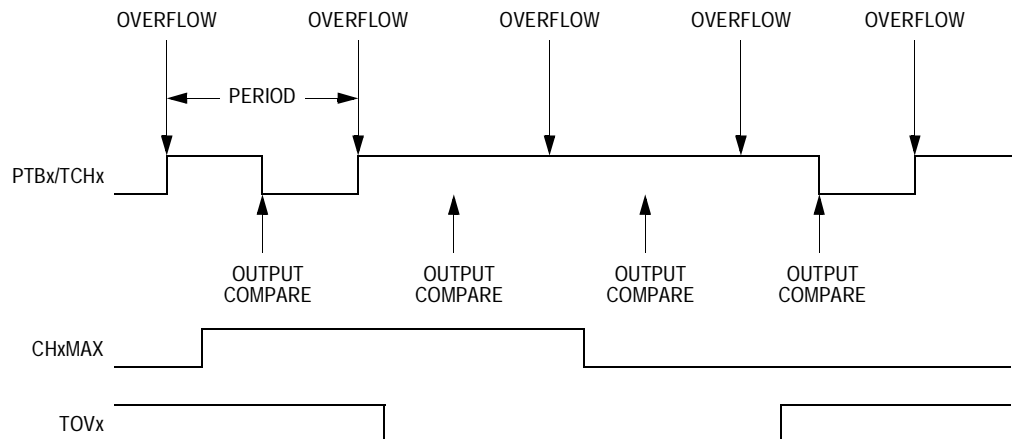 OVERFLOW OVERFLOW OVERFLOW OVERFLOW OVERFLOW
PERIOD
PTBx/TCHx
OUTPUT OUTPUT OUTPUT OUTPUT
COMPARE COMPARE COMPARE COMPARE
CHxMAX
TOVx